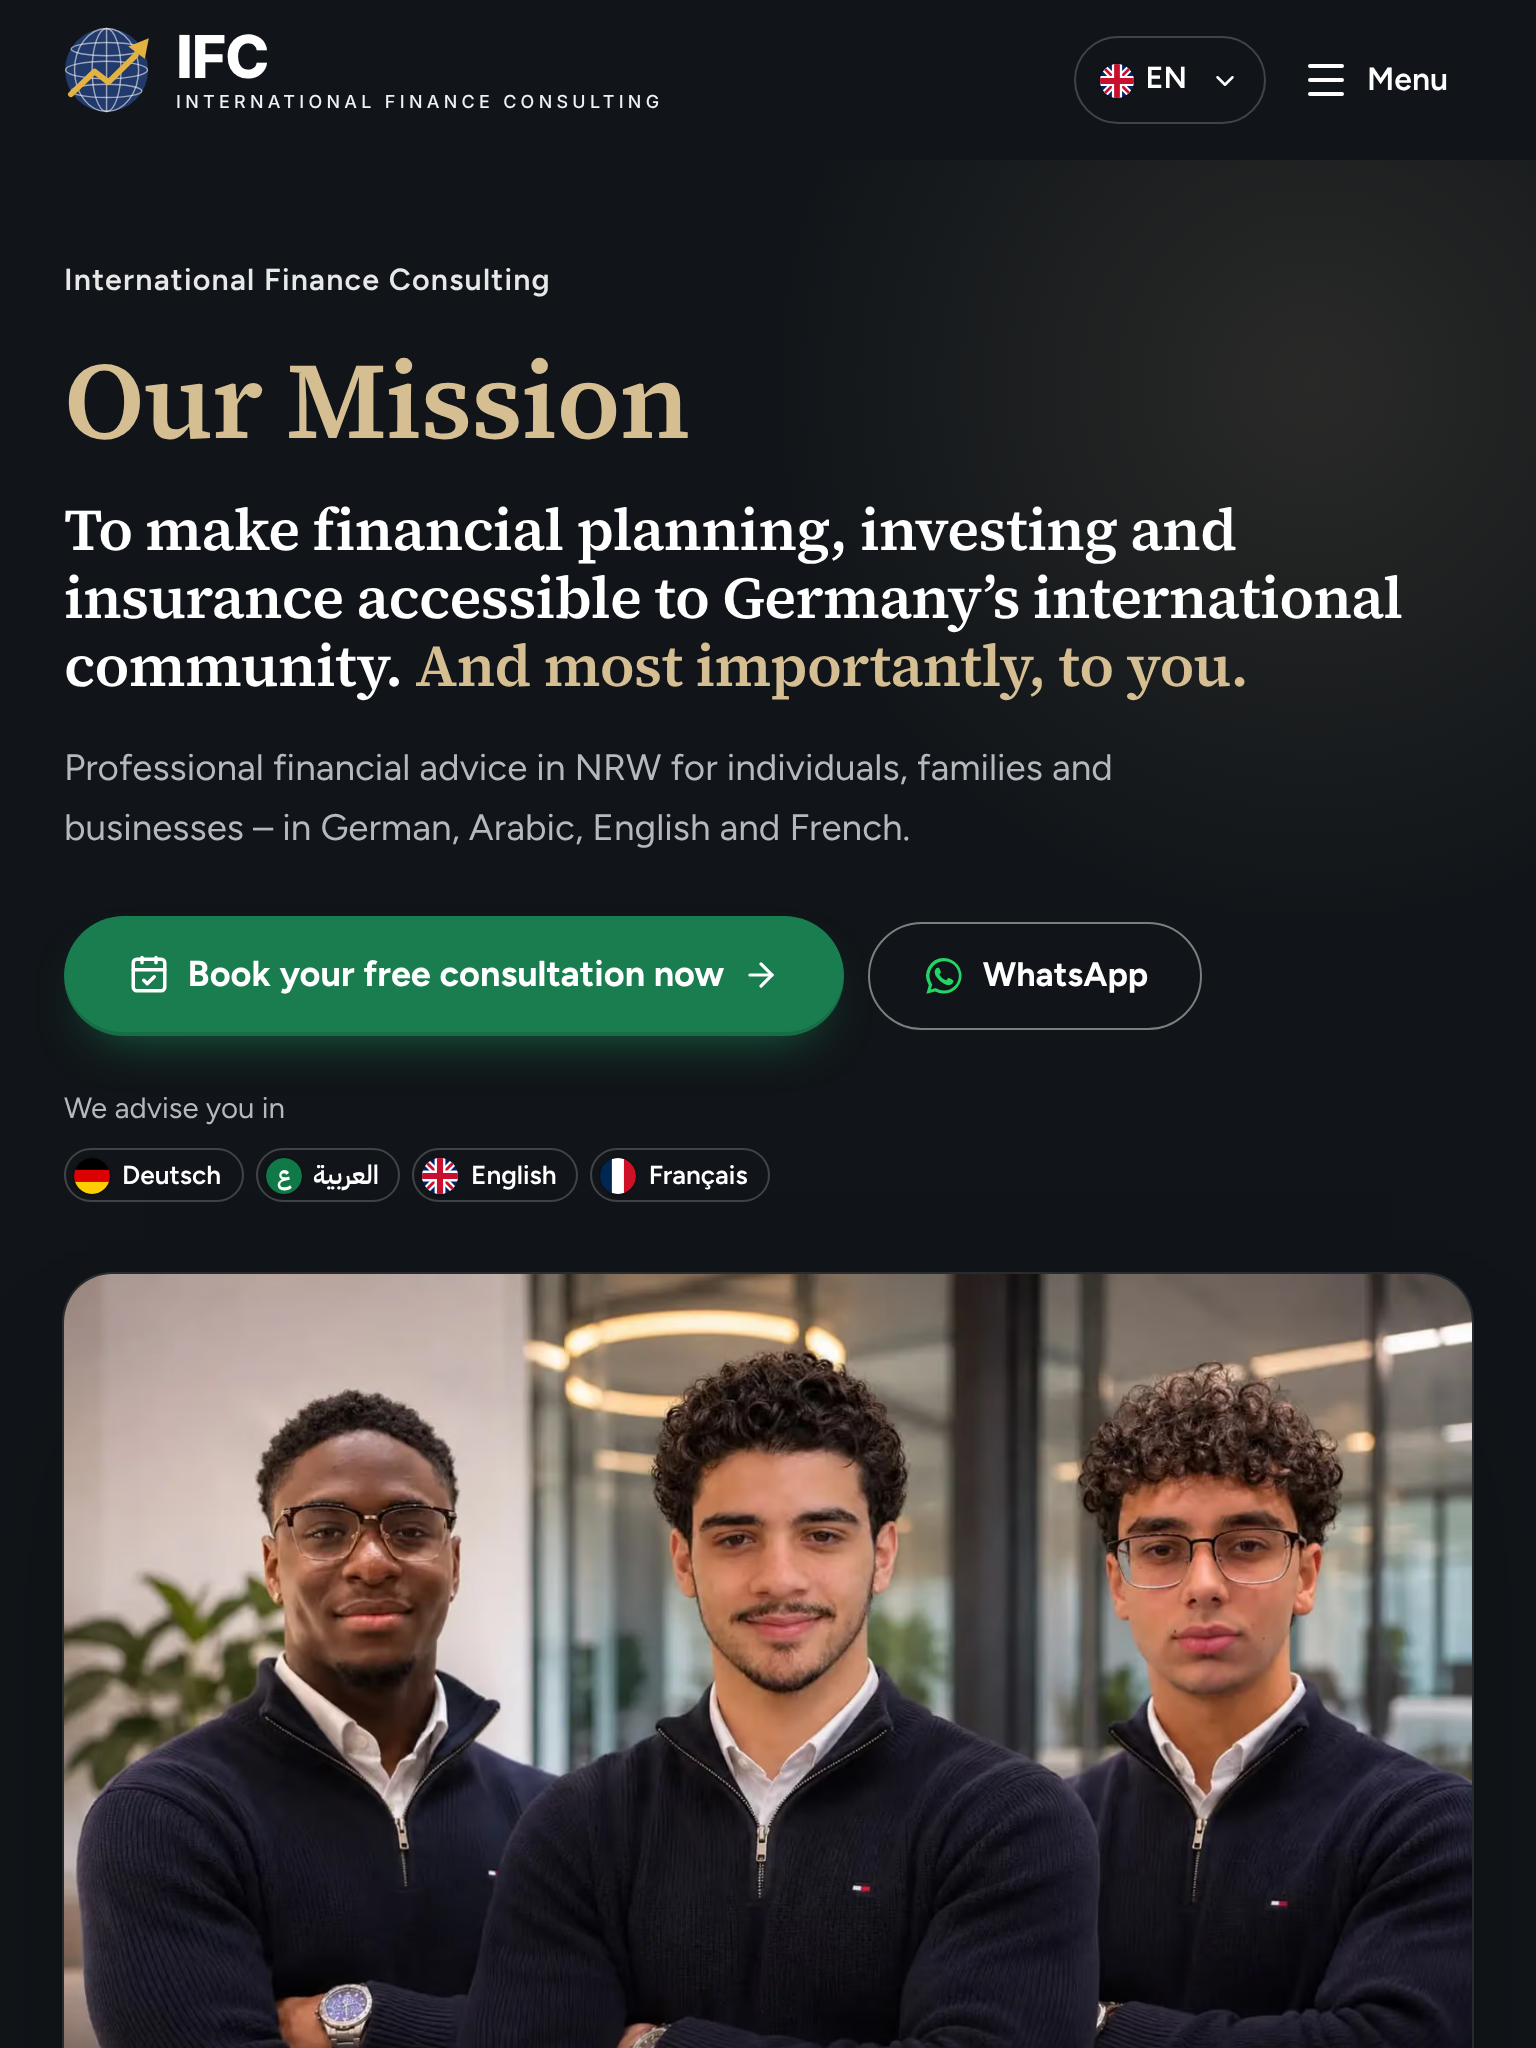 IFC
INTERNATIONAL FINANCE CONSULTING
EN
Menu
International Finance Consulting
Our Mission
To make financial planning, investing and
insurance accessible to Germany’s international
community. And most importantly, to you.
Professional financial advice in NRW for individuals, families and
businesses – in German, Arabic, English and French.
Book your free consultation now
WhatsApp
We advise you in
Deutsch
ع العربية
English
Français